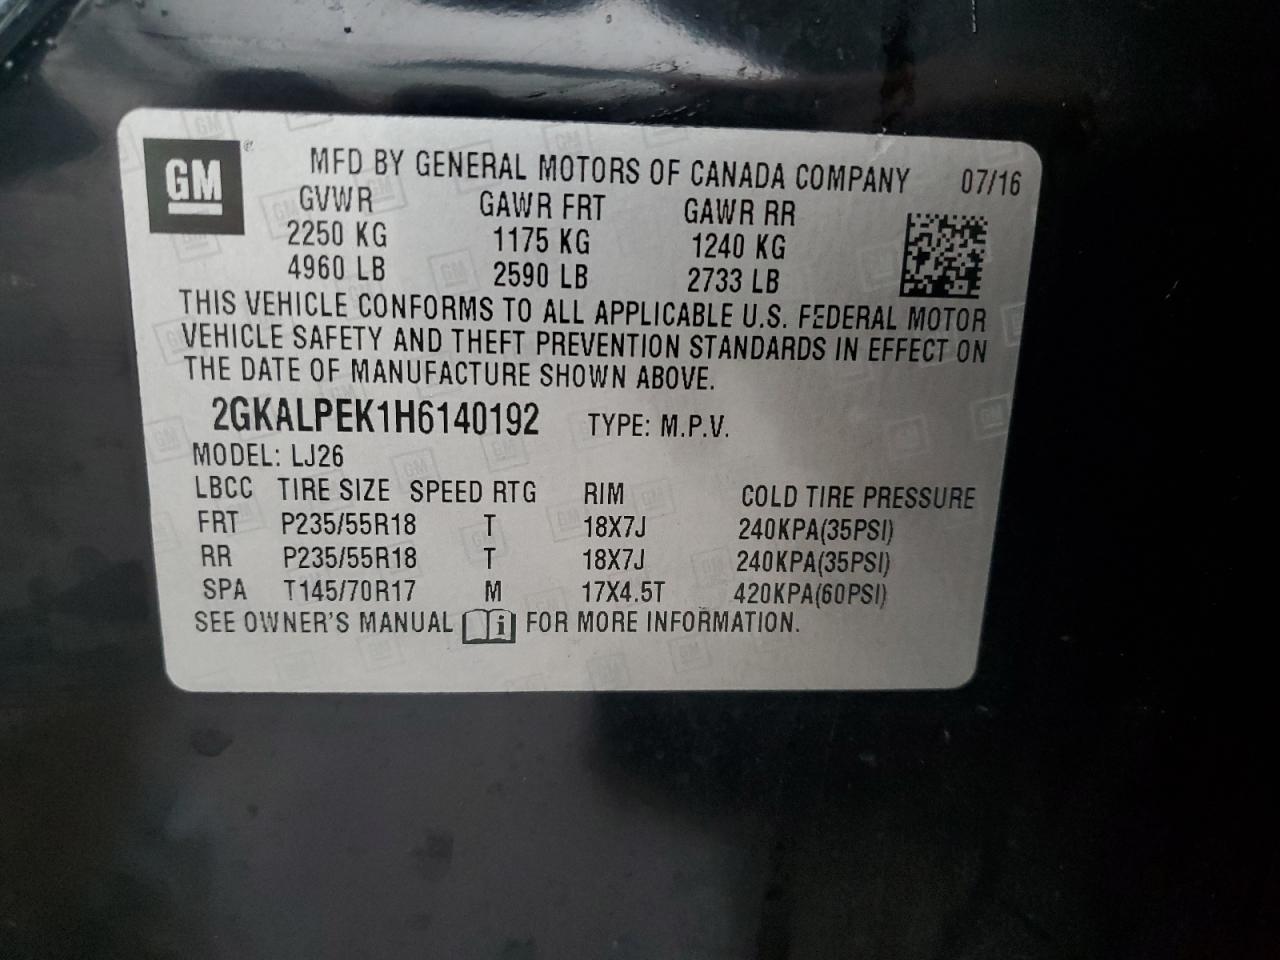 GM
MFD BY GENERAL MOTORS OF CANADA COMPANY 07/16
GVWR GAWR FRT GAWR RR
2250 KG 1175 KG 1240 KG
4960 LB 2590 LB 2733 LB
THIS VEHICLE CONFORMS TO ALL APPLICABLE U.S. FEDERAL MOTOR
VEHICLE SAFETY AND THEFT PREVENTION STANDARDS IN EFFECT ON
THE DATE OF MANUFACTURE SHOWN ABOVE.
2GKALPEK1H6140192 TYPE: M.P.V.
MODEL: LJ26
LBCC TIRE SIZE SPEED RTG RIM COLD TIRE PRESSURE
FRT P235/55R18 T 18X7J 240KPA(35PSI)
RR P235/55R18 T 18X7J 240KPA(35PSI)
SPA T145/70R17 M 17X4.5T 420KPA(60PSI)
SEE OWNER'S MANUAL i FOR MORE INFORMATION.